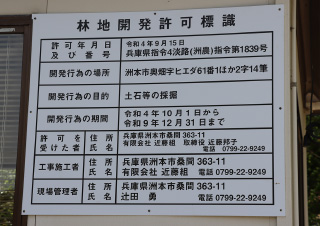 林地開発許可標識
許可年月日
及び番号
令和4年9月15日
兵庫県指令4淡路(洲農)指令第1839号
開発行為の場所
洲本市奥畑字ヒエダ61番1ほか2字14筆
開発行為の目的
土石等の採掘
開発行為の期間
令和4年10月1日から
令和9年12月31日まで
許可を
受けた者
住所
氏名
兵庫県洲本市桑間363-11
有限会社 近藤組 取締役 近藤邦子
電話 0799-22-9249
工事施工者
住所
氏名
兵庫県洲本市桑間 363-11
有限会社 近藤組 電話 0799-22-9249
現場管理者
住所
氏名
兵庫県洲本市桑間 363-11
辻田 勇 電話 0799-22-9249